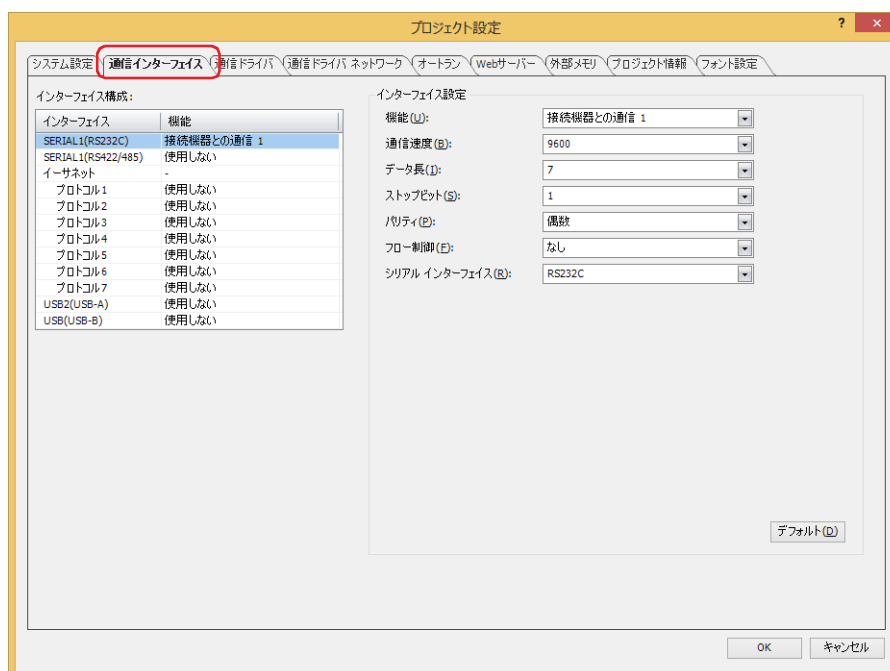 プロジェクト設定
? ×
システム設定 通信インターフェイス 通信ドライバ 通信ドライバ ネットワーク オートラン Webサーバー 外部メモリ プロジェクト情報 フォント設定
インターフェイス構成:
インターフェイス 機能
SERIAL1(RS232C) 接続機器との通信 1
SERIAL1(RS422/485) 使用しない
イーサネット -
プロトコル1 使用しない
プロトコル2 使用しない
プロトコル3 使用しない
プロトコル4 使用しない
プロトコル5 使用しない
プロトコル6 使用しない
プロトコル7 使用しない
USB2(USB-A) 使用しない
USB(USB-B) 使用しない
インターフェイス設定
機能(U): 接続機器との通信 1
通信速度(B): 9600
データ長(I): 7
ストップビット(S): 1
パリティ(P): 偶数
フロー制御(F): なし
シリアル インターフェイス(R): RS232C
デフォルト(D)
OK キャンセル